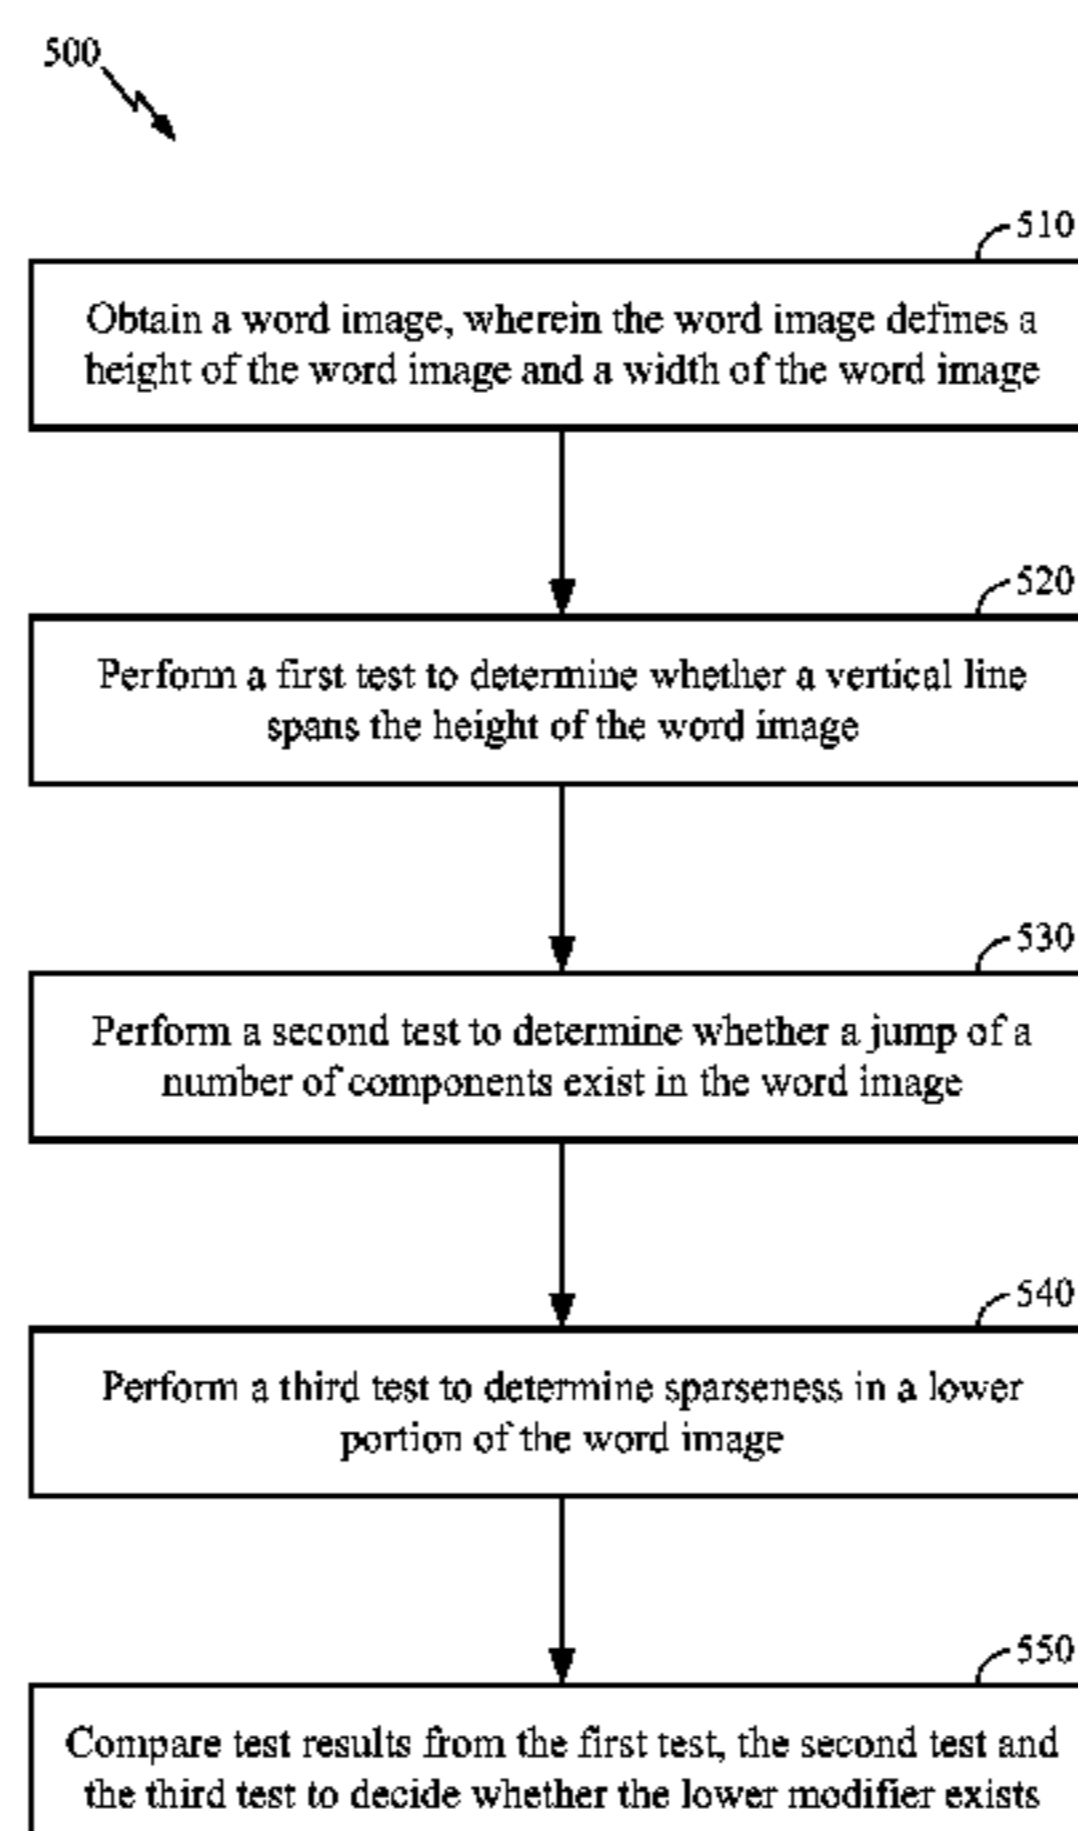 500
510
Obtain a word image, wherein the word image defines a
height of the word image and a width of the word image
520
Perform a first test to determine whether a vertical line
spans the height of the word image
530
Perform a second test to determine whether a jump of a
number of components exist in the word image
540
Perform a third test to determine sparseness in a lower
portion of the word image
550
Compare test results from the first test, the second test and
the third test to decide whether the lower modifier exists